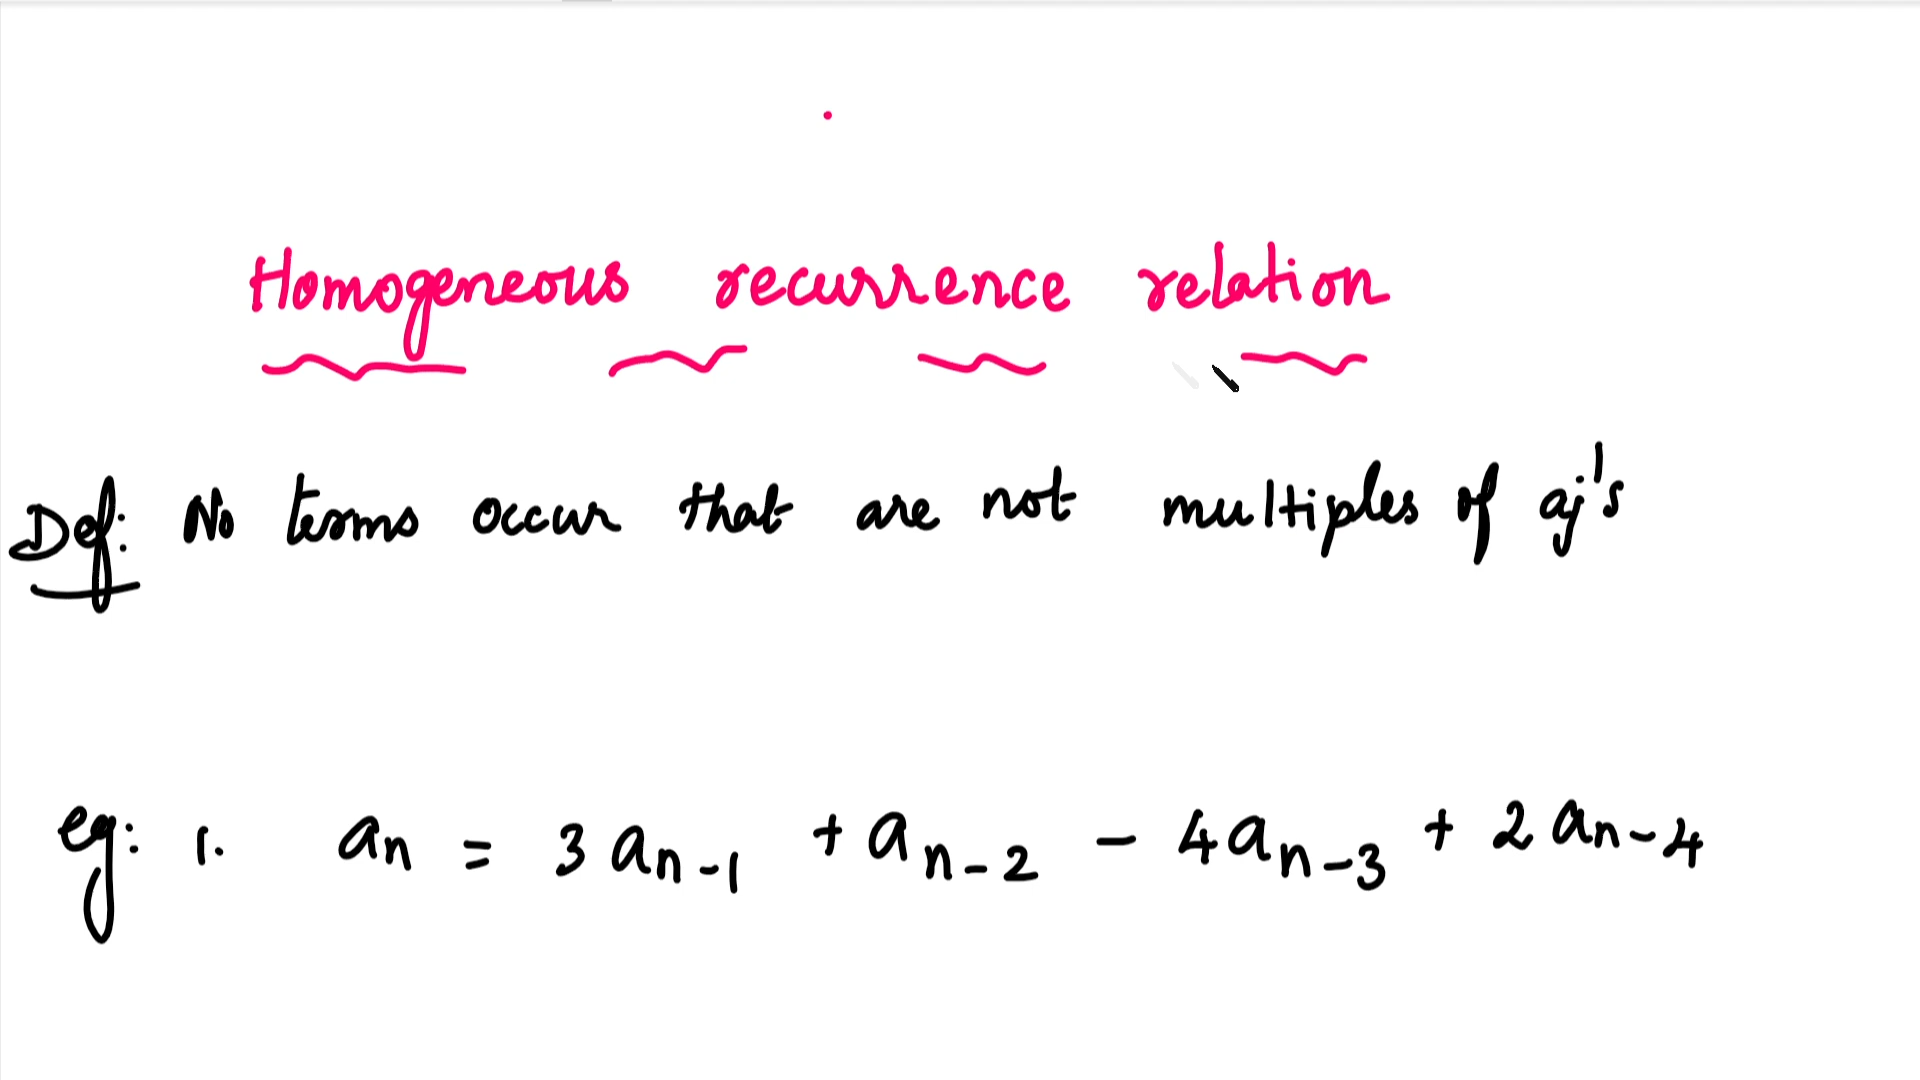 Homogeneous recurrence relation
Def: No terms occur that are not multiples of aj's
eg: 1. an = 3 an-1 + an-2 - 4an-3 + 2 an-4